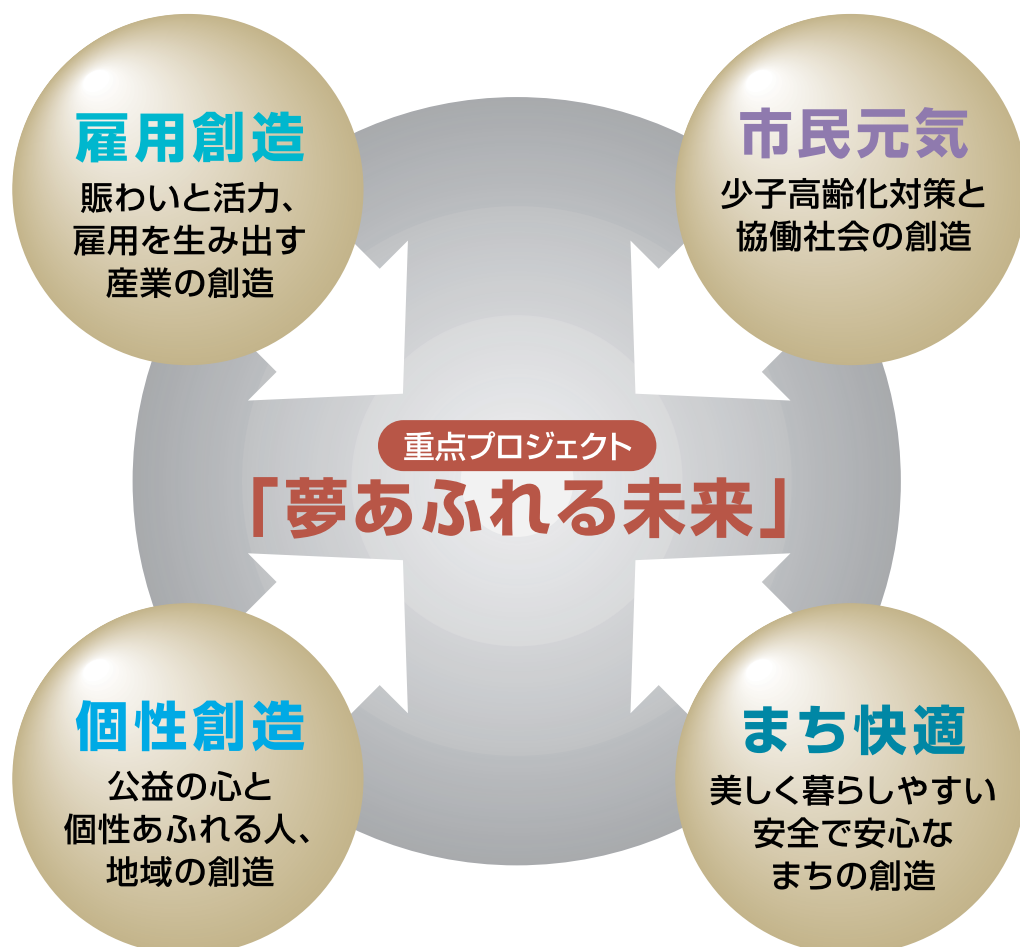 雇用創造
賑わいと活力、
雇用を生み出す
産業の創造
市民元気
少子高齢化対策と
協働社会の創造
重点プロジェクト
「夢あふれる未来」
個性創造
公益の心と
個性あふれる人、
地域の創造
まち快適
美しく暮らしやすい
安全で安心な
まちの創造